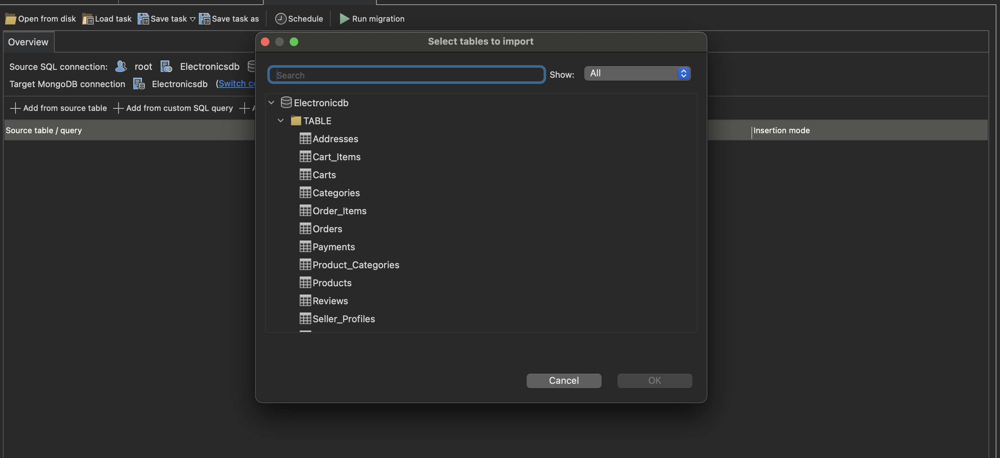 Open from disk Load task Save task Save task as Schedule Run migration
Overview
Select tables to import
Source SQL connection: root Electronicsdb
Target MongoDB connection Electronicsdb (Switch
Search Show: All
Add from source table Add from custom SQL query
Source table / query
Insertion mode
Electronicdb
TABLE
Addresses
Cart_Items
Carts
Categories
Order_Items
Orders
Payments
Product_Categories
Products
Reviews
Seller_Profiles
Cancel OK